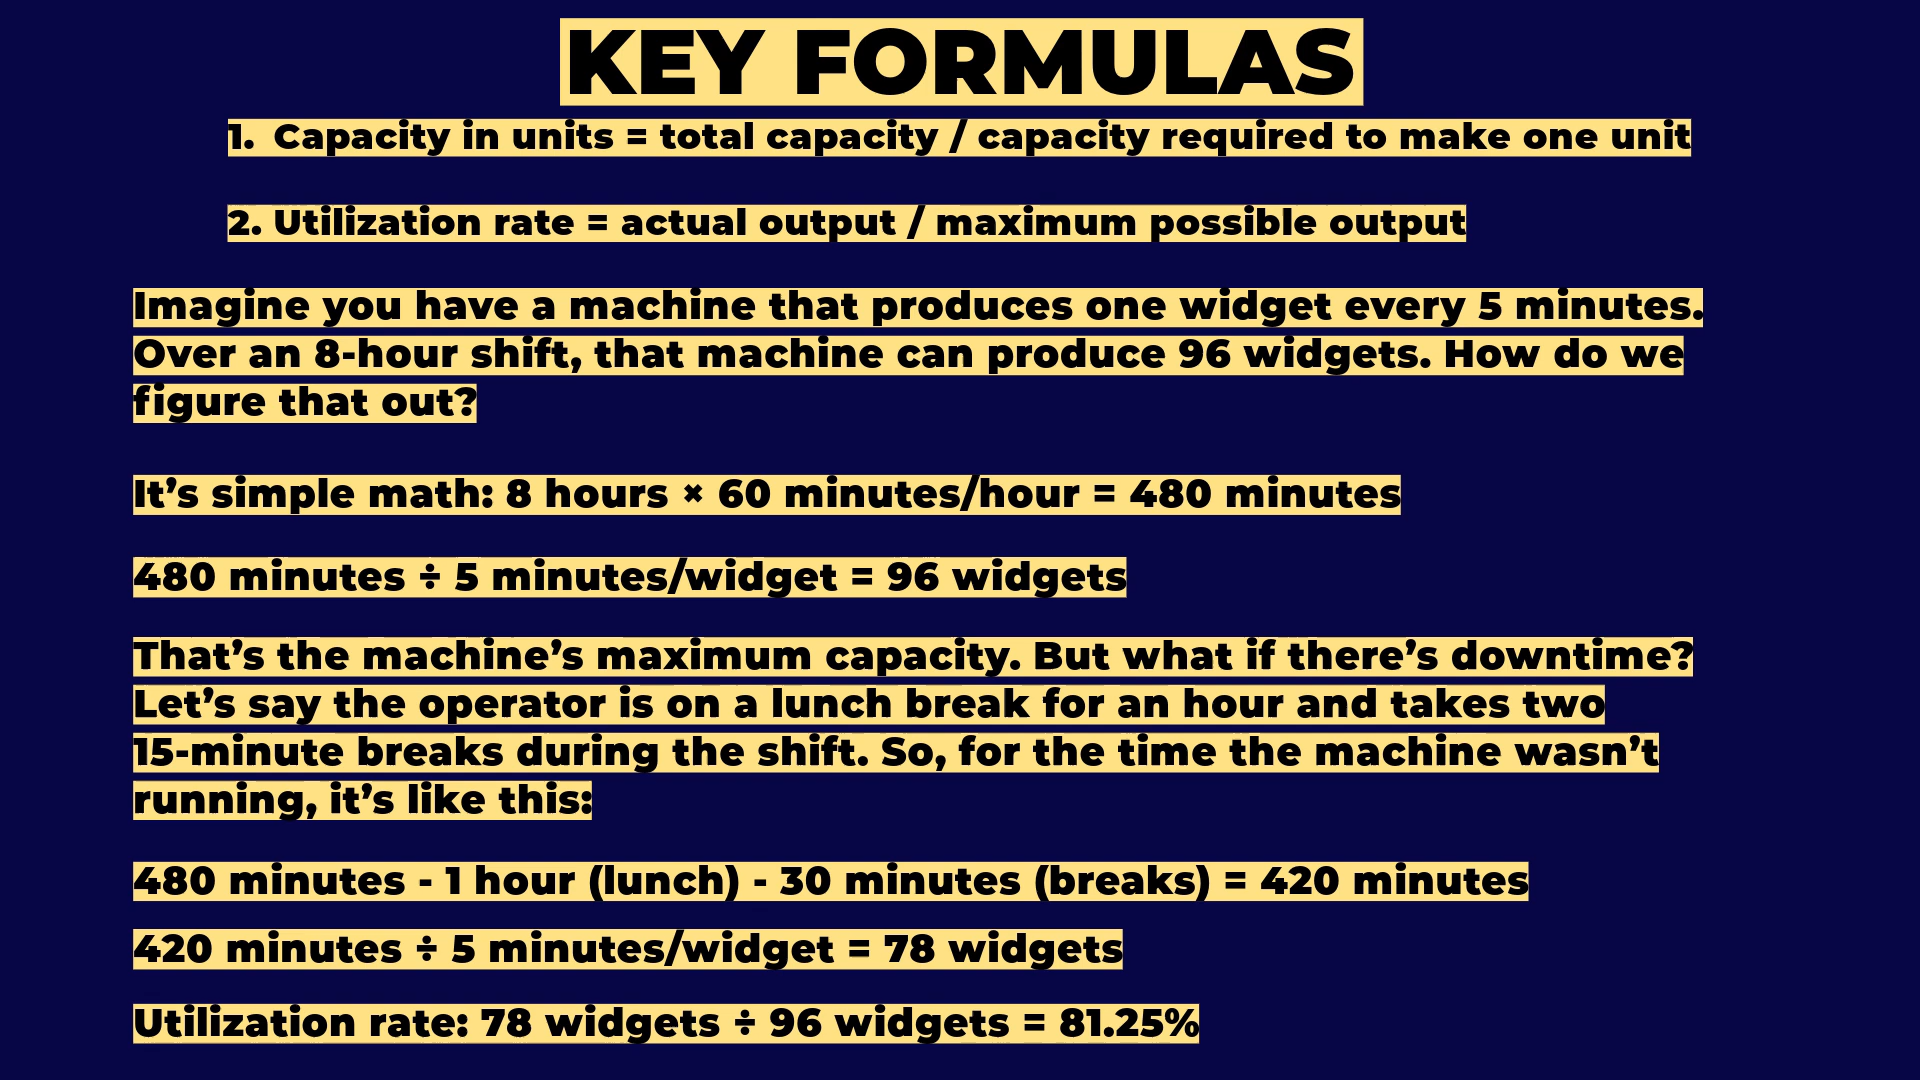 KEY FORMULAS
1. Capacity in units = total capacity / capacity required to make one unit
2. Utilization rate = actual output / maximum possible output
Imagine you have a machine that produces one widget every 5 minutes.
Over an 8-hour shift, that machine can produce 96 widgets. How do we
figure that out?
It’s simple math: 8 hours × 60 minutes/hour = 480 minutes
480 minutes ÷ 5 minutes/widget = 96 widgets
That’s the machine’s maximum capacity. But what if there’s downtime?
Let’s say the operator is on a lunch break for an hour and takes two
15-minute breaks during the shift. So, for the time the machine wasn’t
running, it’s like this:
480 minutes - 1 hour (lunch) - 30 minutes (breaks) = 420 minutes
420 minutes ÷ 5 minutes/widget = 78 widgets
Utilization rate: 78 widgets ÷ 96 widgets = 81.25%